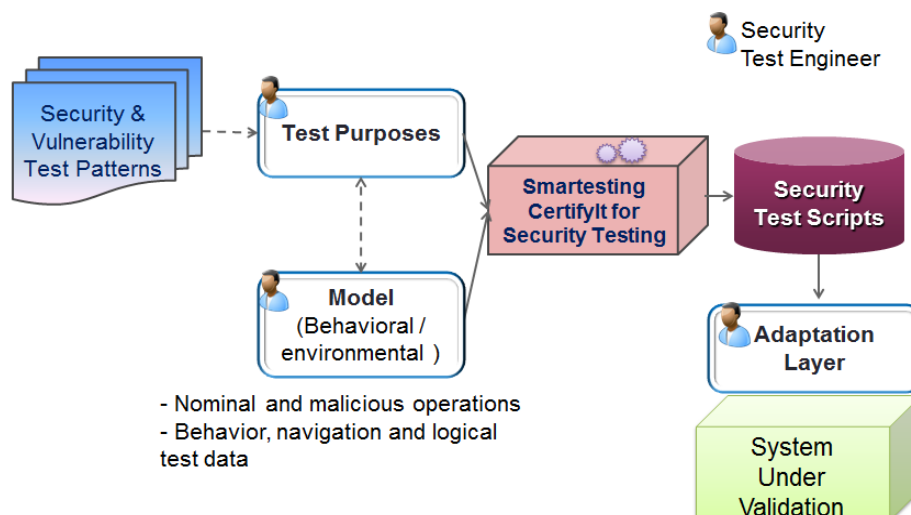 Security
Test Engineer
Security &
Vulnerability
Test Patterns
Test Purposes
Smartesting
CertifyIt for
Security Testing
Security
Test Scripts
Model
(Behavioral /
environmental )
Adaptation
Layer
- Nominal and malicious operations
- Behavior, navigation and logical
test data
System
Under
Validation